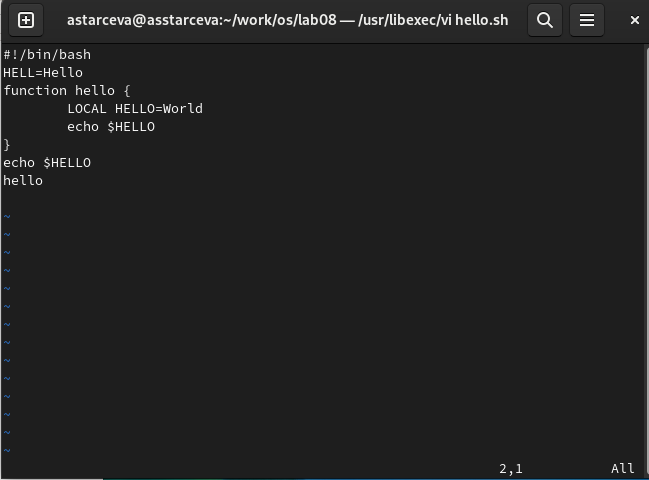 astarceva@asstarceva:~/work/os/lab08 — /usr/libexec/vi hello.sh
#!/bin/bash
HELL=Hello
function hello {
        LOCAL HELLO=World
        echo $HELLO
}
echo $HELLO
hello
~
~
~
~
~
~
~
~
~
~
~
~
~
~
2,1 All